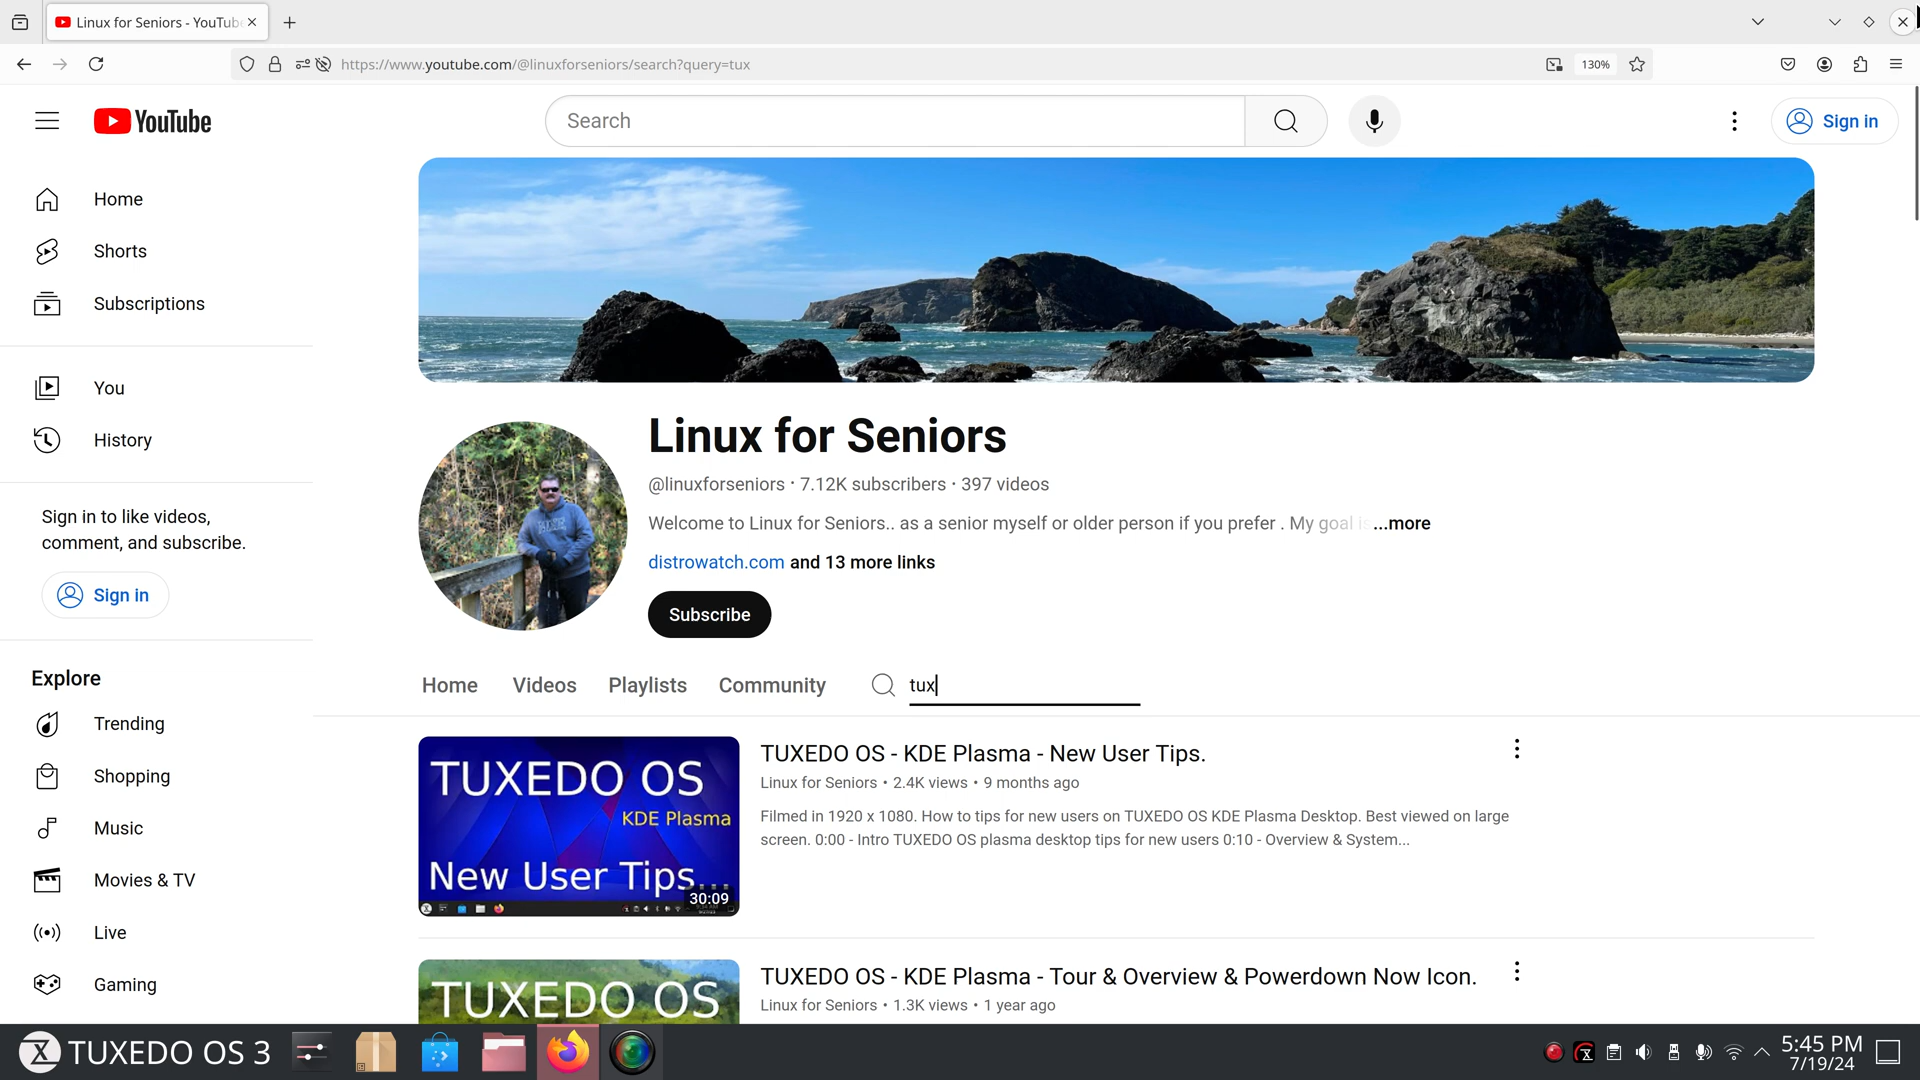 Linux for Seniors - YouTub
https://www.youtube.com/@linuxforseniors/search?query=tux
130%
YouTube
Search
Sign in
Home
Shorts
Subscriptions
You
History
Sign in to like videos,
comment, and subscribe.
Sign in
Explore
Trending
Shopping
Music
Movies & TV
Live
Gaming
Linux for Seniors
@linuxforseniors · 7.12K subscribers · 397 videos
Welcome to Linux for Seniors.. as a senior myself or older person if you prefer . My goal is ...more
distrowatch.com and 13 more links
Subscribe
Home Videos Playlists Community tux
TUXEDO OS
KDE Plasma
New User Tips
30:09
TUXEDO OS - KDE Plasma - New User Tips.
Linux for Seniors • 2.4K views • 9 months ago
Filmed in 1920 x 1080. How to tips for new users on TUXEDO OS KDE Plasma Desktop. Best viewed on large
screen. 0:00 - Intro TUXEDO OS plasma desktop tips for new users 0:10 - Overview & System...
TUXEDO OS
TUXEDO OS - KDE Plasma - Tour & Overview & Powerdown Now Icon.
Linux for Seniors • 1.3K views • 1 year ago
TUXEDO OS 3
5:45 PM
7/19/24